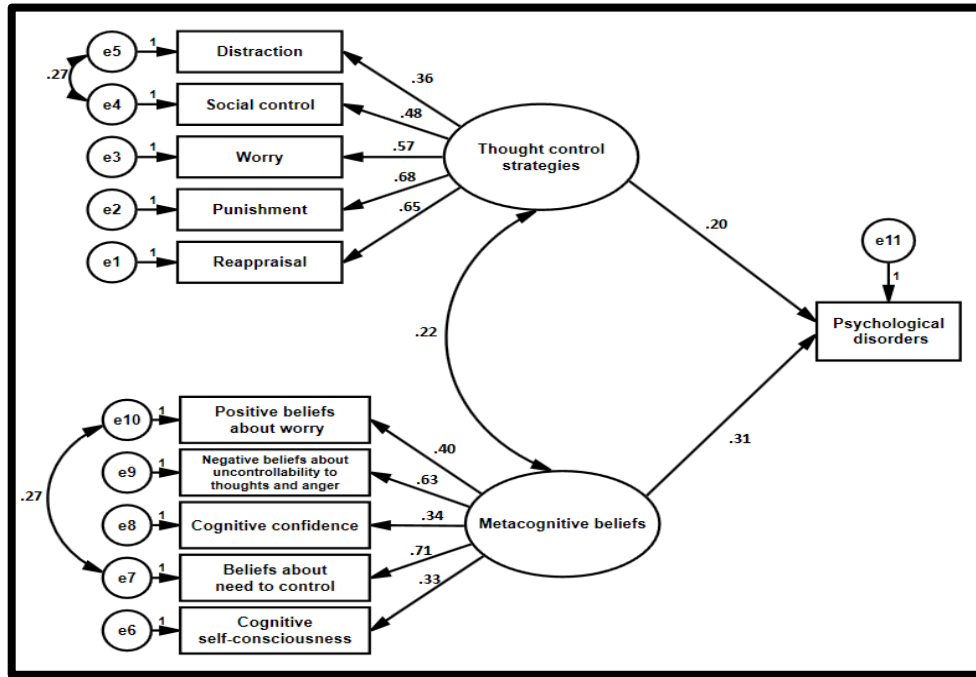 e5
1
Distraction
.36
.27
e4
1
Social control
.48
e3
1
Worry
.57
e2
1
Punishment
.68
e1
1
Reappraisal
.65
Thought control
strategies
.20
e11
1
Psychological
disorders
.22
.31
e10
1
Positive beliefs
about worry
.40
e9
1
Negative beliefs about
uncontrollability to
thoughts and anger
.63
.27
e8
1
Cognitive confidence
.34
Metacognitive beliefs
e7
1
Beliefs about
need to control
.71
e6
1
Cognitive
self-consciousness
.33